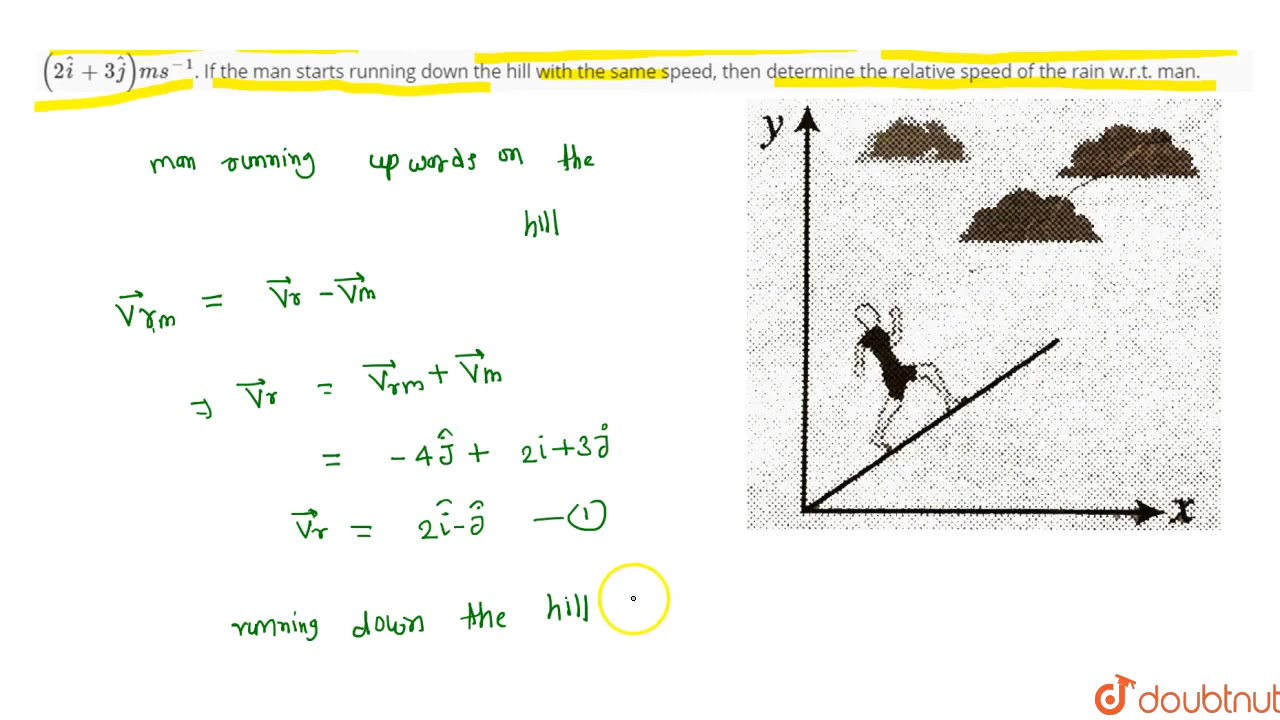 (2î + 3ĵ)ms⁻¹. If the man starts running down the hill with the same speed, then determine the relative speed of the rain w.r.t. man.
man running upwords on the
hill
V⃗r,m = V⃗r - V⃗m
⇒ V⃗r = V⃗rm + V⃗m
= -4ĵ + 2i+3ĵ
V⃗r = 2î-ĵ —①
running down the hill
y
x
doubtnut